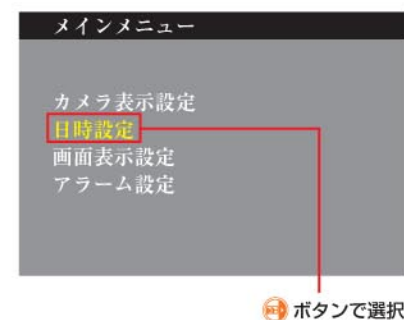 メインメニュー
カメラ表示設定
日時設定
画面表示設定
アラーム設定
ボタンで選択